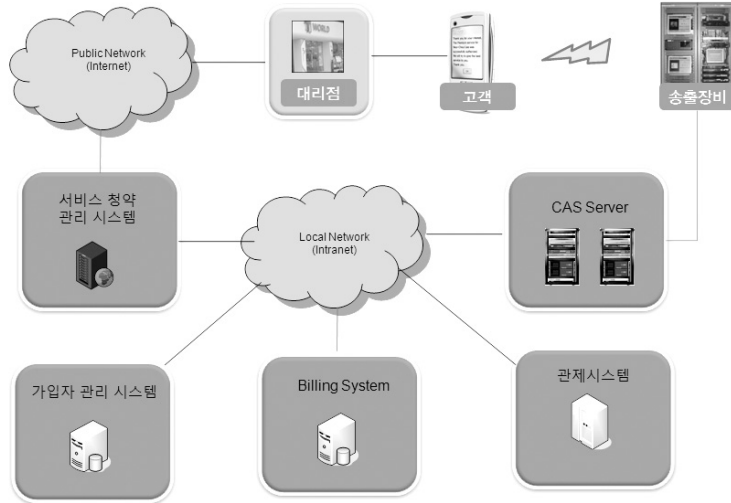 Public Network
(Internet)
WORLD
대리점
고객
송출장비
서비스 청약
관리 시스템
Local Network
(Intranet)
CAS Server
가입자 관리 시스템
Billing System
관제시스템